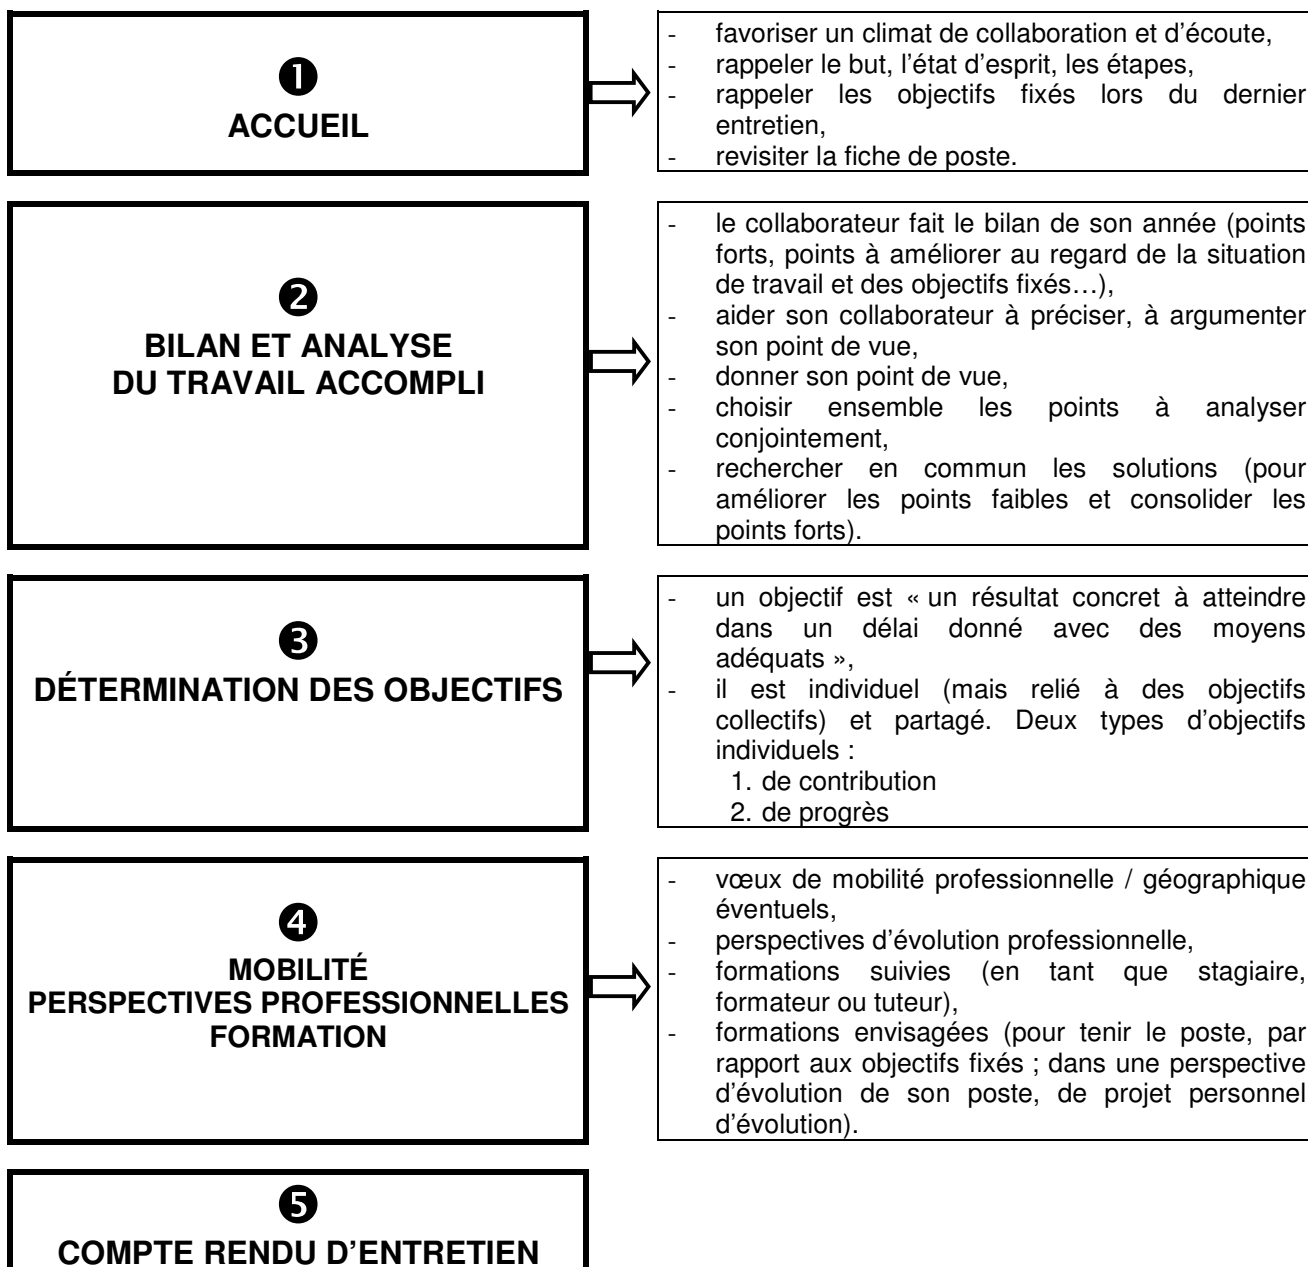 ❶
ACCUEIL
- favoriser un climat de collaboration et d’écoute,
- rappeler le but, l’état d’esprit, les étapes,
- rappeler les objectifs fixés lors du dernier
entretien,
- revisiter la fiche de poste.
❷
BILAN ET ANALYSE
DU TRAVAIL ACCOMPLI
- le collaborateur fait le bilan de son année (points
forts, points à améliorer au regard de la situation
de travail et des objectifs fixés…),
- aider son collaborateur à préciser, à argumenter
son point de vue,
- donner son point de vue,
- choisir ensemble les points à analyser
conjointement,
- rechercher en commun les solutions (pour
améliorer les points faibles et consolider les
points forts).
❸
DÉTERMINATION DES OBJECTIFS
- un objectif est « un résultat concret à atteindre
dans un délai donné avec des moyens
adéquats »,
- il est individuel (mais relié à des objectifs
collectifs) et partagé. Deux types d’objectifs
individuels :
1. de contribution
2. de progrès
❹
MOBILITÉ
PERSPECTIVES PROFESSIONNELLES
FORMATION
- vœux de mobilité professionnelle / géographique
éventuels,
- perspectives d’évolution professionnelle,
- formations suivies (en tant que stagiaire,
formateur ou tuteur),
- formations envisagées (pour tenir le poste, par
rapport aux objectifs fixés ; dans une perspective
d’évolution de son poste, de projet personnel
d’évolution).
❺
COMPTE RENDU D’ENTRETIEN